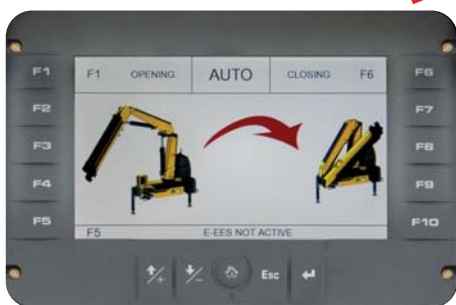 F1 F1 OPENING AUTO CLOSING F6 F6
F2 F7
F3 F8
F4 F9
F5 F5 E-EES NOT ACTIVE F10
+ - Esc